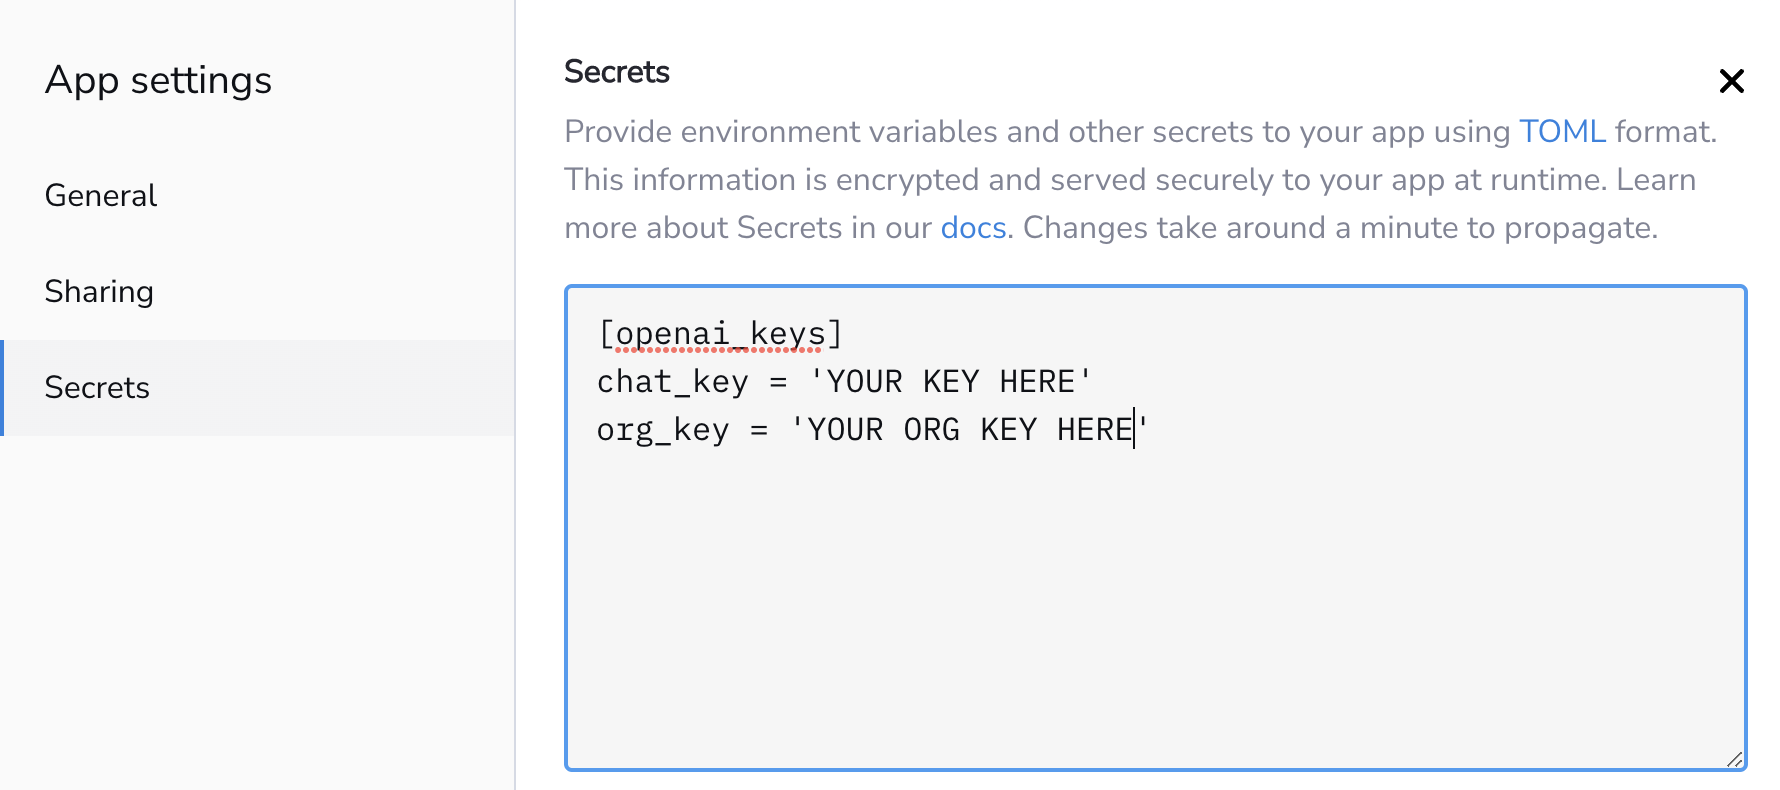 App settings
General
Sharing
Secrets
Secrets
Provide environment variables and other secrets to your app using TOML format.
This information is encrypted and served securely to your app at runtime. Learn
more about Secrets in our docs. Changes take around a minute to propagate.
[openai_keys]
chat_key = 'YOUR KEY HERE'
org_key = 'YOUR ORG KEY HERE'